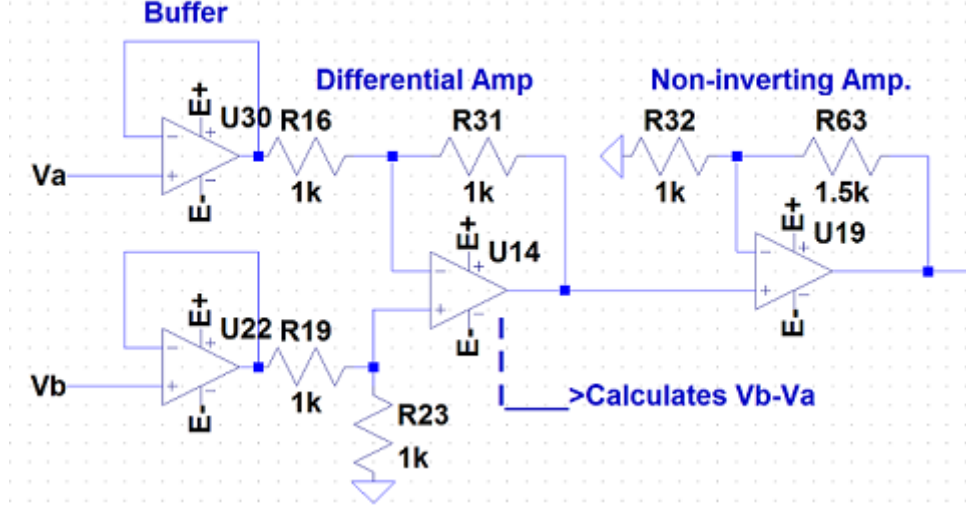 Buffer
Differential Amp
Non-inverting Amp.
E+
U30
R16
R31
R32
R63
Va
1k
1k
1k
1.5k
E-
E+
U14
E+
U19
E+
U22
R19
E-
E-
Vb
1k
>Calculates Vb-Va
E-
R23
1k